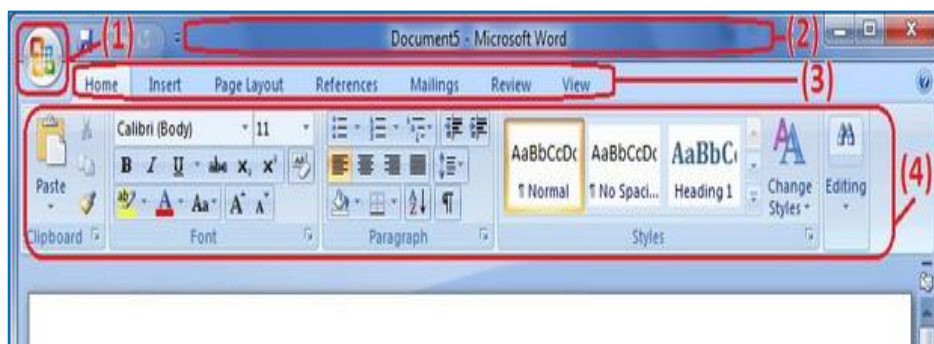 (1)
Document5 - Microsoft Word
(2)
Home Insert Page Layout References Mailings Review View
(3)
Calibri (Body) 11
B I U abc X, X²
Aa A A
A Z
Paste
AaBbCcDc AaBbCcDc AaBbC
¶ Normal ¶ No Spaci... Heading 1
Change Styles
Editing
(4)
Clipboard Font Paragraph Styles